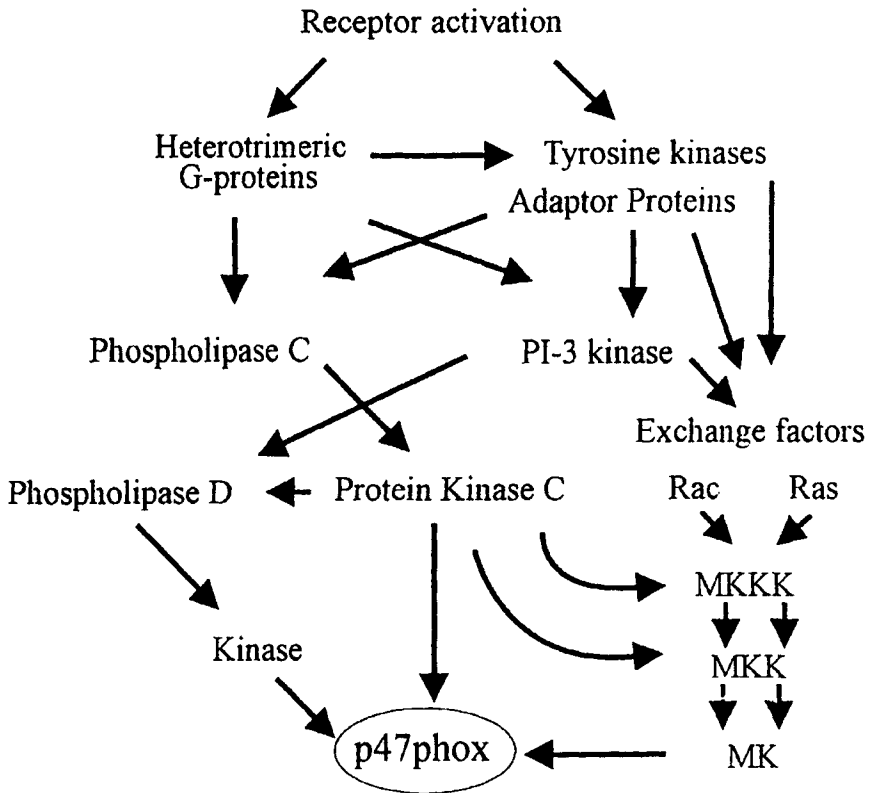 Receptor activation
Heterotrimeric
G-proteins
Tyrosine kinases
Adaptor Proteins
Phospholipase C
PI-3 kinase
Exchange factors
Phospholipase D
Protein Kinase C
Rac
Ras
MKKK
Kinase
MKK
p47phox
MK